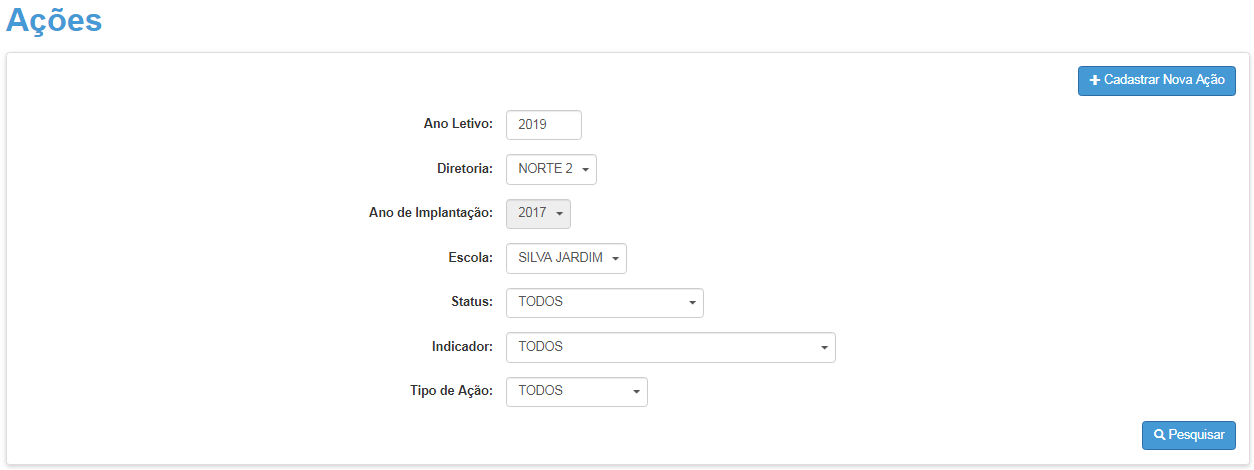 Ações
Cadastrar Nova Ação
Ano Letivo: 2019
Diretoria: NORTE 2
Ano de Implantação: 2017
Escola: SILVA JARDIM
Status: TODOS
Indicador: TODOS
Tipo de Ação: TODOS
Pesquisar